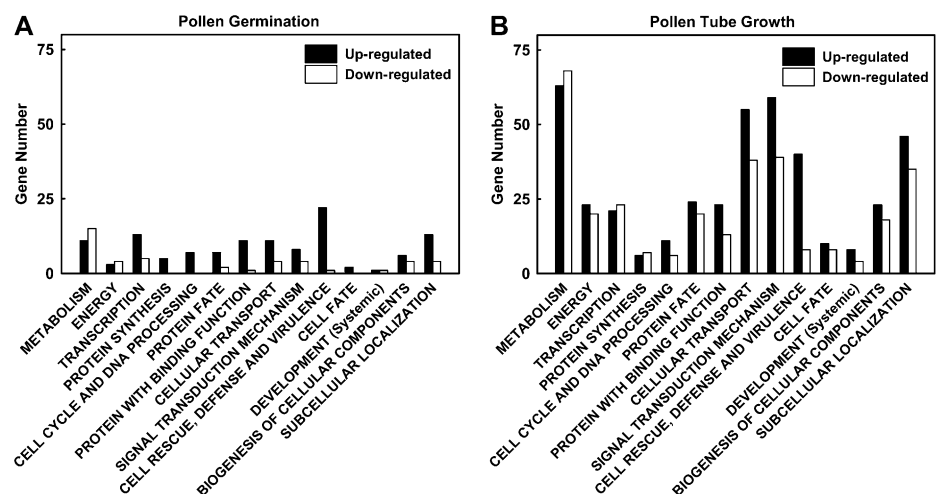 A
Pollen Germination
Up-regulated
Down-regulated
Gene Number
75
50
25
0
METABOLISM
ENERGY
TRANSCRIPTION
PROTEIN SYNTHESIS
CELL CYCLE AND DNA PROCESSING
PROTEIN FATE
PROTEIN WITH BINDING FUNCTION
CELLULAR TRANSPORT
SIGNAL TRANSDUCTION MECHANISM
CELL RESCUE, DEFENSE AND VIRULENCE
CELL FATE
DEVELOPMENT (Systemic)
BIOGENESIS OF CELLULAR COMPONENTS
SUBCELLULAR LOCALIZATION
B
Pollen Tube Growth
Up-regulated
Down-regulated
Gene Number
75
50
25
0
METABOLISM
ENERGY
TRANSCRIPTION
PROTEIN SYNTHESIS
CELL CYCLE AND DNA PROCESSING
PROTEIN FATE
PROTEIN WITH BINDING FUNCTION
CELLULAR TRANSPORT
SIGNAL TRANSDUCTION MECHANISM
CELL RESCUE, DEFENSE AND VIRULENCE
CELL FATE
DEVELOPMENT (Systemic)
BIOGENESIS OF CELLULAR COMPONENTS
SUBCELLULAR LOCALIZATION